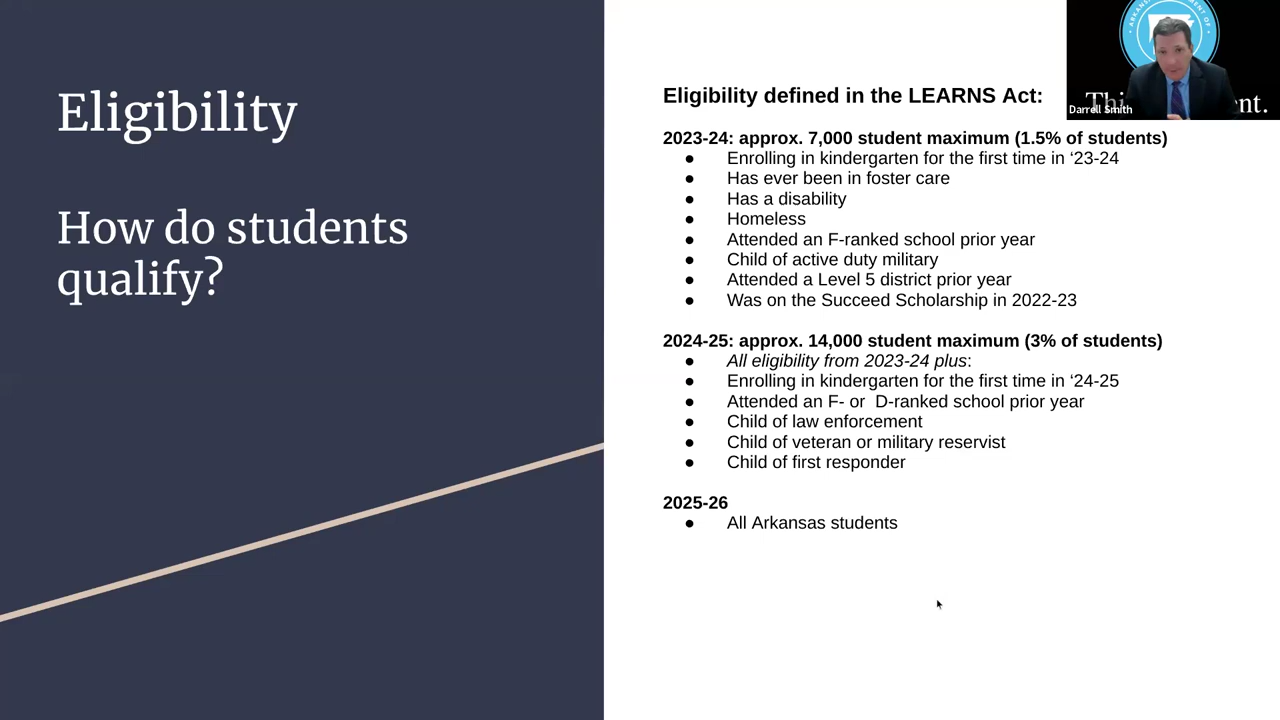 Eligibility
How do students
qualify?
Eligibility defined in the LEARNS Act:
2023-24: approx. 7,000 student maximum (1.5% of students)
● Enrolling in kindergarten for the first time in ‘23-24
● Has ever been in foster care
● Has a disability
● Homeless
● Attended an F-ranked school prior year
● Child of active duty military
● Attended a Level 5 district prior year
● Was on the Succeed Scholarship in 2022-23
2024-25: approx. 14,000 student maximum (3% of students)
● All eligibility from 2023-24 plus:
● Enrolling in kindergarten for the first time in ‘24-25
● Attended an F- or  D-ranked school prior year
● Child of law enforcement
● Child of veteran or military reservist
● Child of first responder
2025-26
● All Arkansas students
Darrell Smith